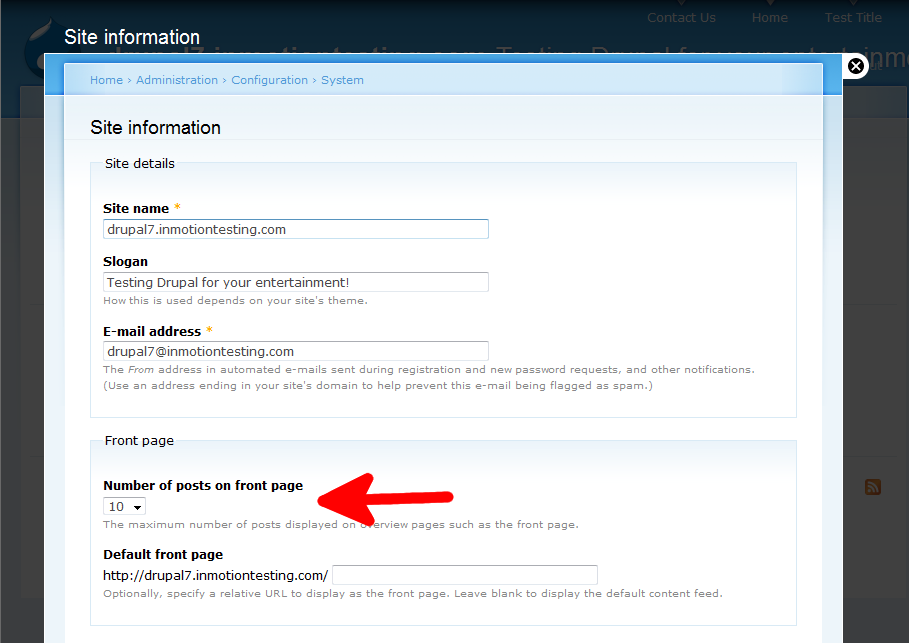 Contact Us Home Test Title
Site information
Home › Administration › Configuration › System
Site information
Site details
Site name *
drupal7.inmotiontesting.com
Slogan
Testing Drupal for your entertainment!
How this is used depends on your site's theme.
E-mail address *
drupal7@inmotiontesting.com
The From address in automated e-mails sent during registration and new password requests, and other notifications.
(Use an address ending in your site's domain to help prevent this e-mail being flagged as spam.)
Front page
Number of posts on front page
10
The maximum number of posts displayed on overview pages such as the front page.
Default front page
http://drupal7.inmotiontesting.com/
Optionally, specify a relative URL to display as the front page. Leave blank to display the default content feed.